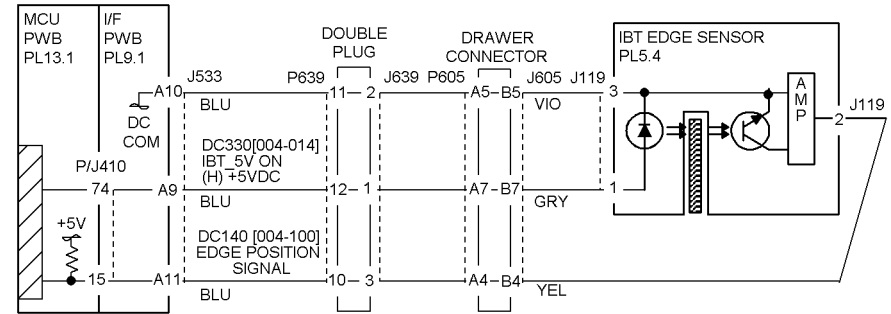 MCU
PWB
PL13.1
I/F
PWB
PL9.1
DOUBLE
PLUG
DRAWER
CONNECTOR
IBT EDGE SENSOR
PL5.4
J533
P639
J639
P605
J605
J119
A10
BLU
11
2
A5
B5
VIO
3
AMP
2
J119
DC
COM
DC330[004-014]
IBT_5V ON
(H) +5VDC
P/J410
74
A9
BLU
12
1
A7
B7
GRY
1
+5V
DC140 [004-100]
EDGE POSITION
SIGNAL
15
A11
BLU
10
3
A4
B4
YEL